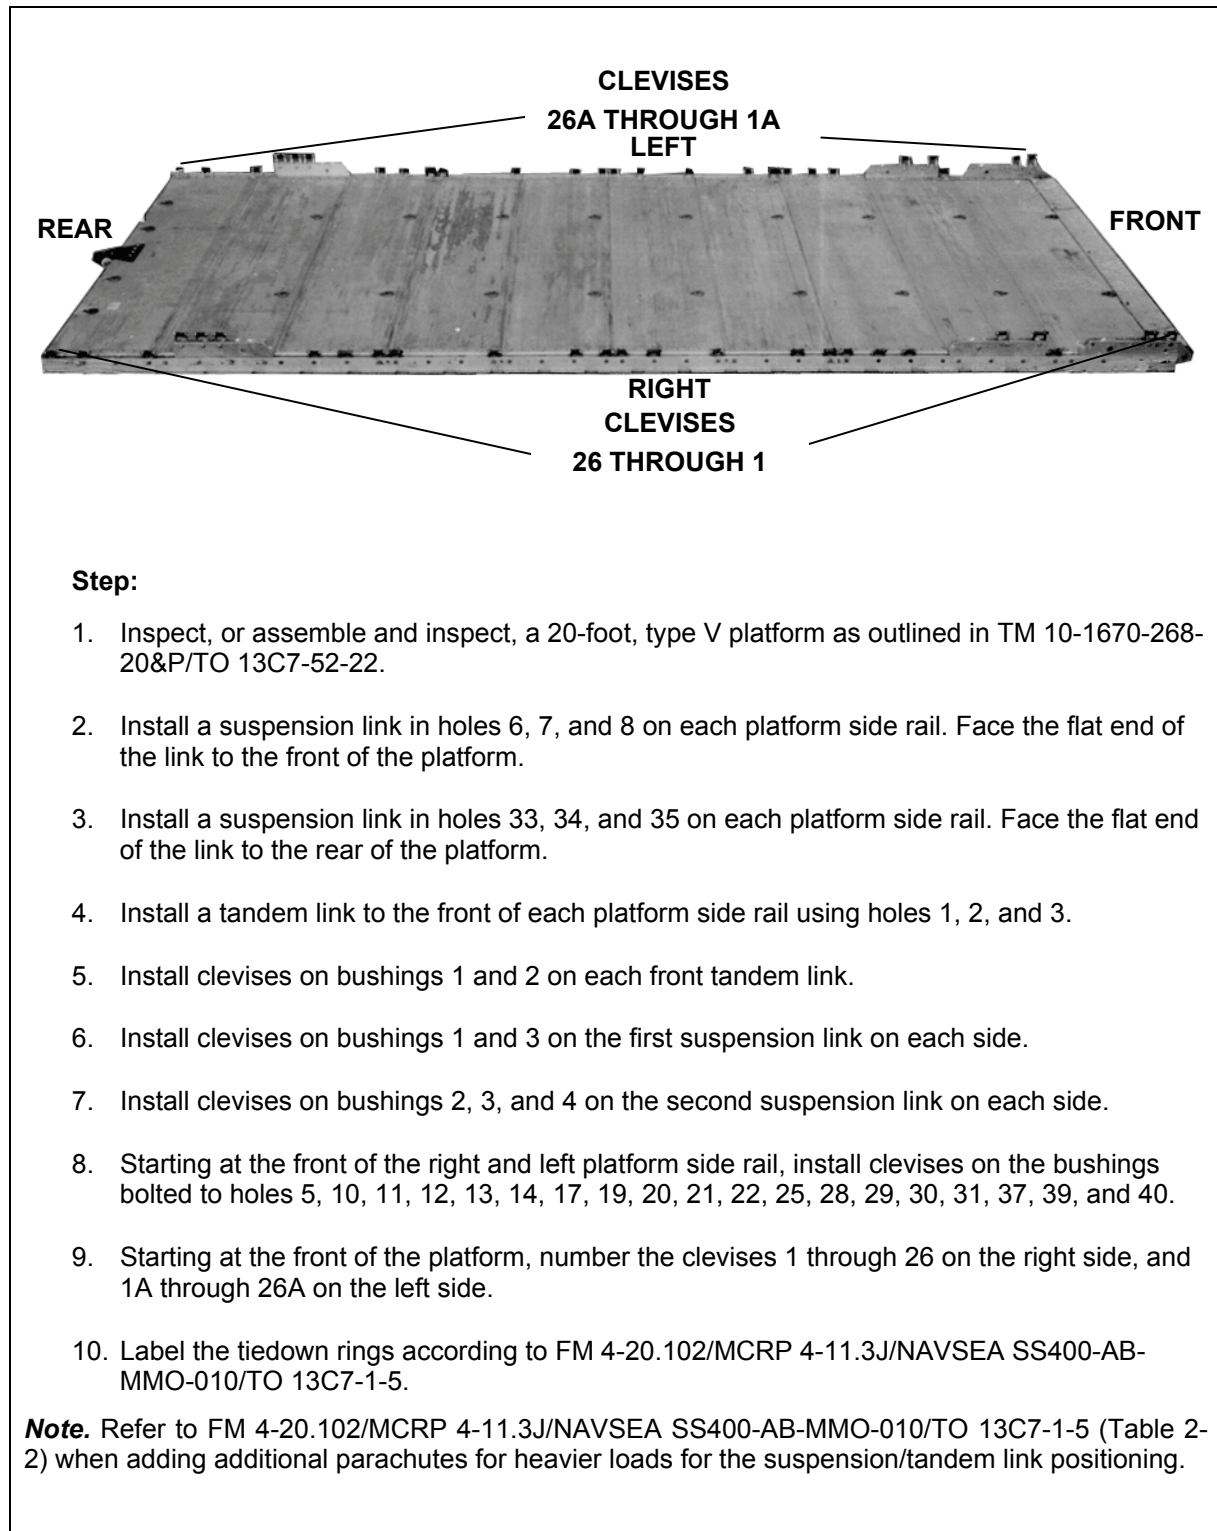 CLEVISES
26A THROUGH 1A
LEFT
REAR
FRONT
RIGHT
CLEVISES
26 THROUGH 1
Step:
1. Inspect, or assemble and inspect, a 20-foot, type V platform as outlined in TM 10-1670-268-
20&P/TO 13C7-52-22.
2. Install a suspension link in holes 6, 7, and 8 on each platform side rail. Face the flat end of
the link to the front of the platform.
3. Install a suspension link in holes 33, 34, and 35 on each platform side rail. Face the flat end
of the link to the rear of the platform.
4. Install a tandem link to the front of each platform side rail using holes 1, 2, and 3.
5. Install clevises on bushings 1 and 2 on each front tandem link.
6. Install clevises on bushings 1 and 3 on the first suspension link on each side.
7. Install clevises on bushings 2, 3, and 4 on the second suspension link on each side.
8. Starting at the front of the right and left platform side rail, install clevises on the bushings
bolted to holes 5, 10, 11, 12, 13, 14, 17, 19, 20, 21, 22, 25, 28, 29, 30, 31, 37, 39, and 40.
9. Starting at the front of the platform, number the clevises 1 through 26 on the right side, and
1A through 26A on the left side.
10. Label the tiedown rings according to FM 4-20.102/MCRP 4-11.3J/NAVSEA SS400-AB-
MMO-010/TO 13C7-1-5.
Note. Refer to FM 4-20.102/MCRP 4-11.3J/NAVSEA SS400-AB-MMO-010/TO 13C7-1-5 (Table 2-
2) when adding additional parachutes for heavier loads for the suspension/tandem link positioning.